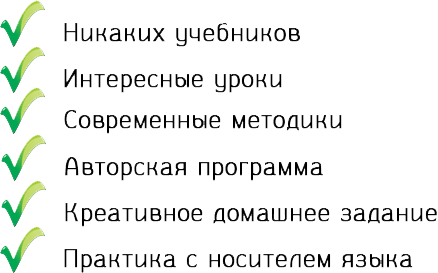 Никаких учебников
Интересные уроки
Современные методики
Авторская программа
Креативное домашнее задание
Практика с носителем языка